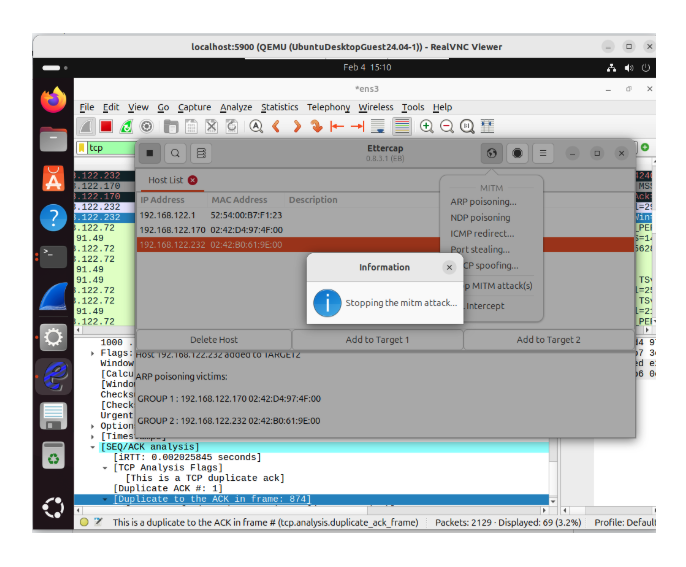 localhost:5900 (QEMU (UbuntuDesktopGuest24.04-1)) - RealVNC Viewer
Feb 4 15:10
*ens3
File Edit View Go Capture Analyze Statistics Telephony Wireless Tools Help
tcp
Ettercap
0.8.3.1 (EB)
Host List
IP Address MAC Address Description
192.168.122.1 52:54:00:B7:F1:23
192.168.122.170 02:42:D4:97:4F:00
192.168.122.232 02:42:B0:61:9E:00
MITM
ARP poisoning...
NDP poisoning
ICMP redirect...
Port stealing...
CP spoofing...
p MITM attack(s)
Intercept
.122.232
.122.170
.122.170
.122.232
.122.232
.122.72
91.49
.122.72
91.49
91.49
.122.72
.122.72
91.49
.122.72
Information
Stopping the mitm attack...
Delete Host Add to Target 1 Add to Target 2
Host 192.168.122.232 added to TARGET2
ARP poisoning victims:
GROUP 1 : 192.168.122.170 02:42:D4:97:4F:00
GROUP 2 : 192.168.122.232 02:42:B0:61:9E:00
1000 .
Flags:
Window
[Calcu
[Window
Checks
[Check
Urgent
Option
[Timestamps]
[SEQ/ACK analysis]
[iRTT: 0.002025845 seconds]
[TCP Analysis Flags]
[This is a TCP duplicate ack]
[Duplicate ACK #: 1]
[Duplicate to the ACK in frame: 874]
This is a duplicate to the ACK in frame # (tcp.analysis.duplicate_ack_frame) Packets: 2129 · Displayed: 69 (3.2%) Profile: Default